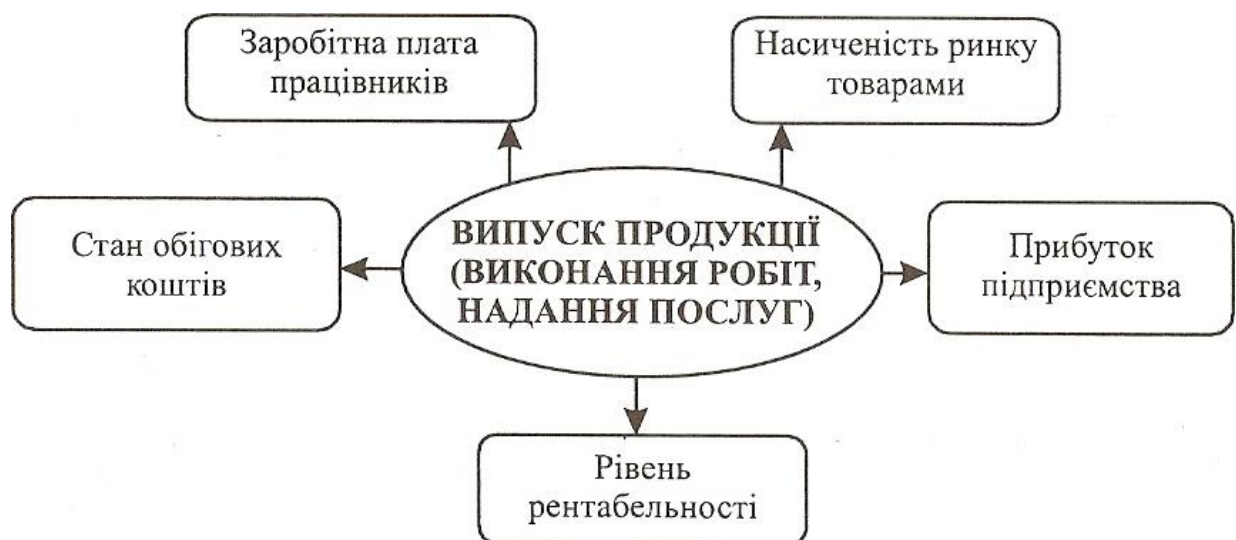 Заробітна плата
працівників
Насиченість ринку
товарами
Стан обігових
коштів
ВИПУСК ПРОДУКЦІЇ
(ВИКОНАННЯ РОБІТ,
НАДАННЯ ПОСЛУГ)
Прибуток
підприємства
Рівень
рентабельності